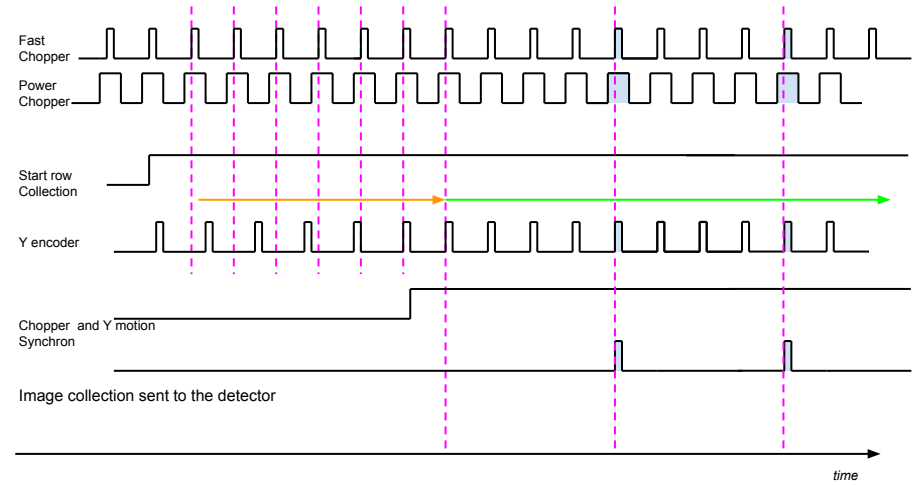 Fast
Chopper
Power
Chopper
Start row
Collection
Y encoder
Chopper and Y motion
Synchron
Image collection sent to the detector
time